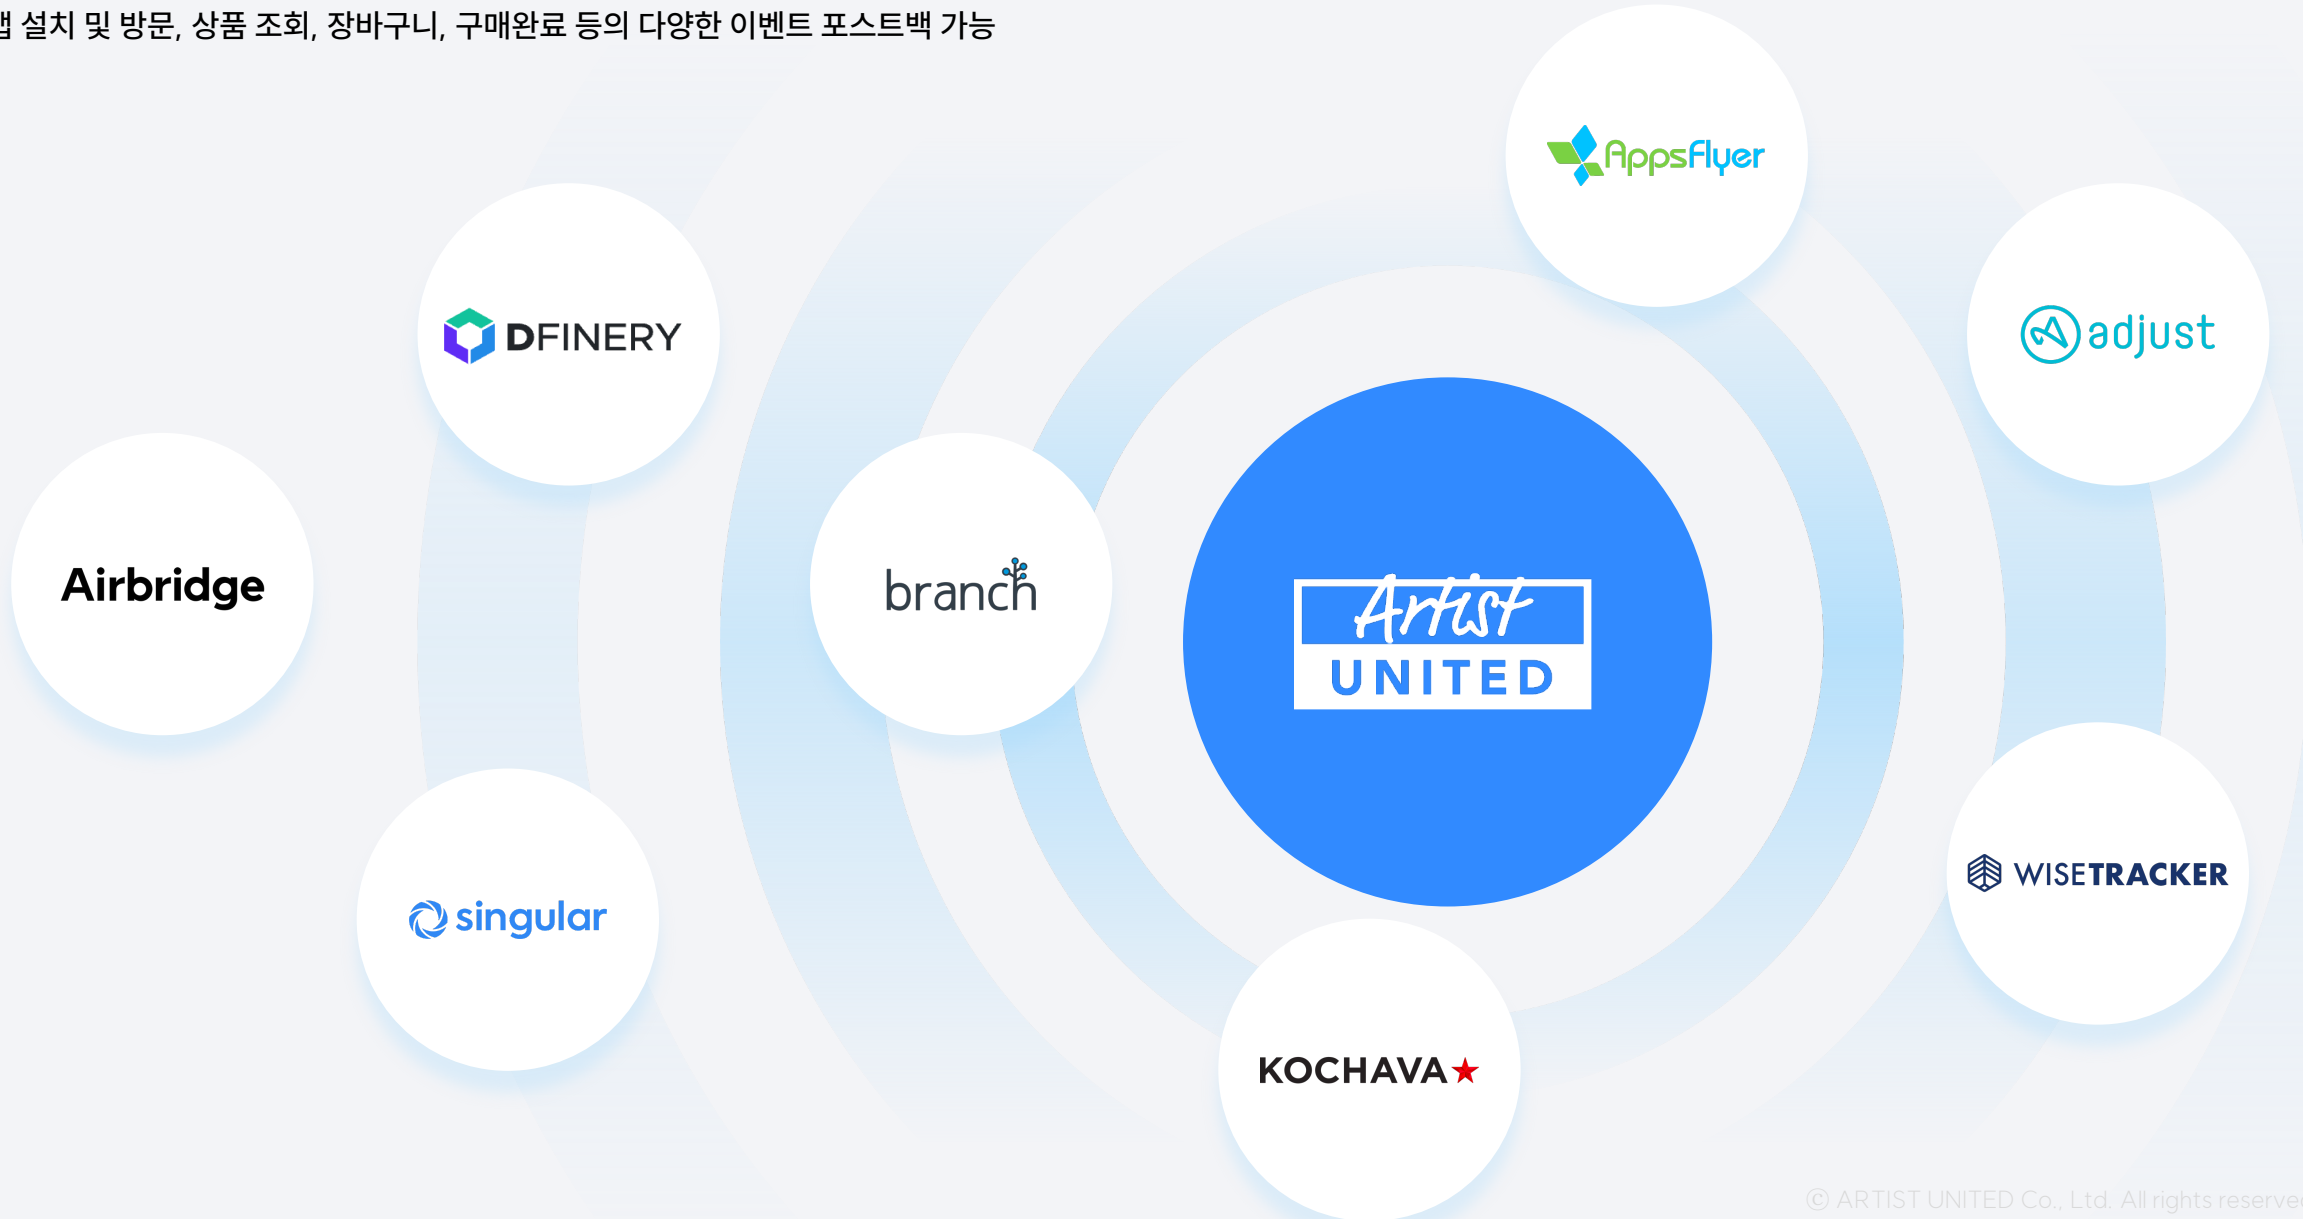 앱 설치 및 방문, 상품 조회, 장바구니, 구매완료 등의 다양한 이벤트 포스트백 가능
AppsFlyer
DFINERY
adjust
Airbridge
branch
Artist
UNITED
WISETRACKER
singular
KOCHAVA
© ARTIST UNITED Co., Ltd. All rights reserve